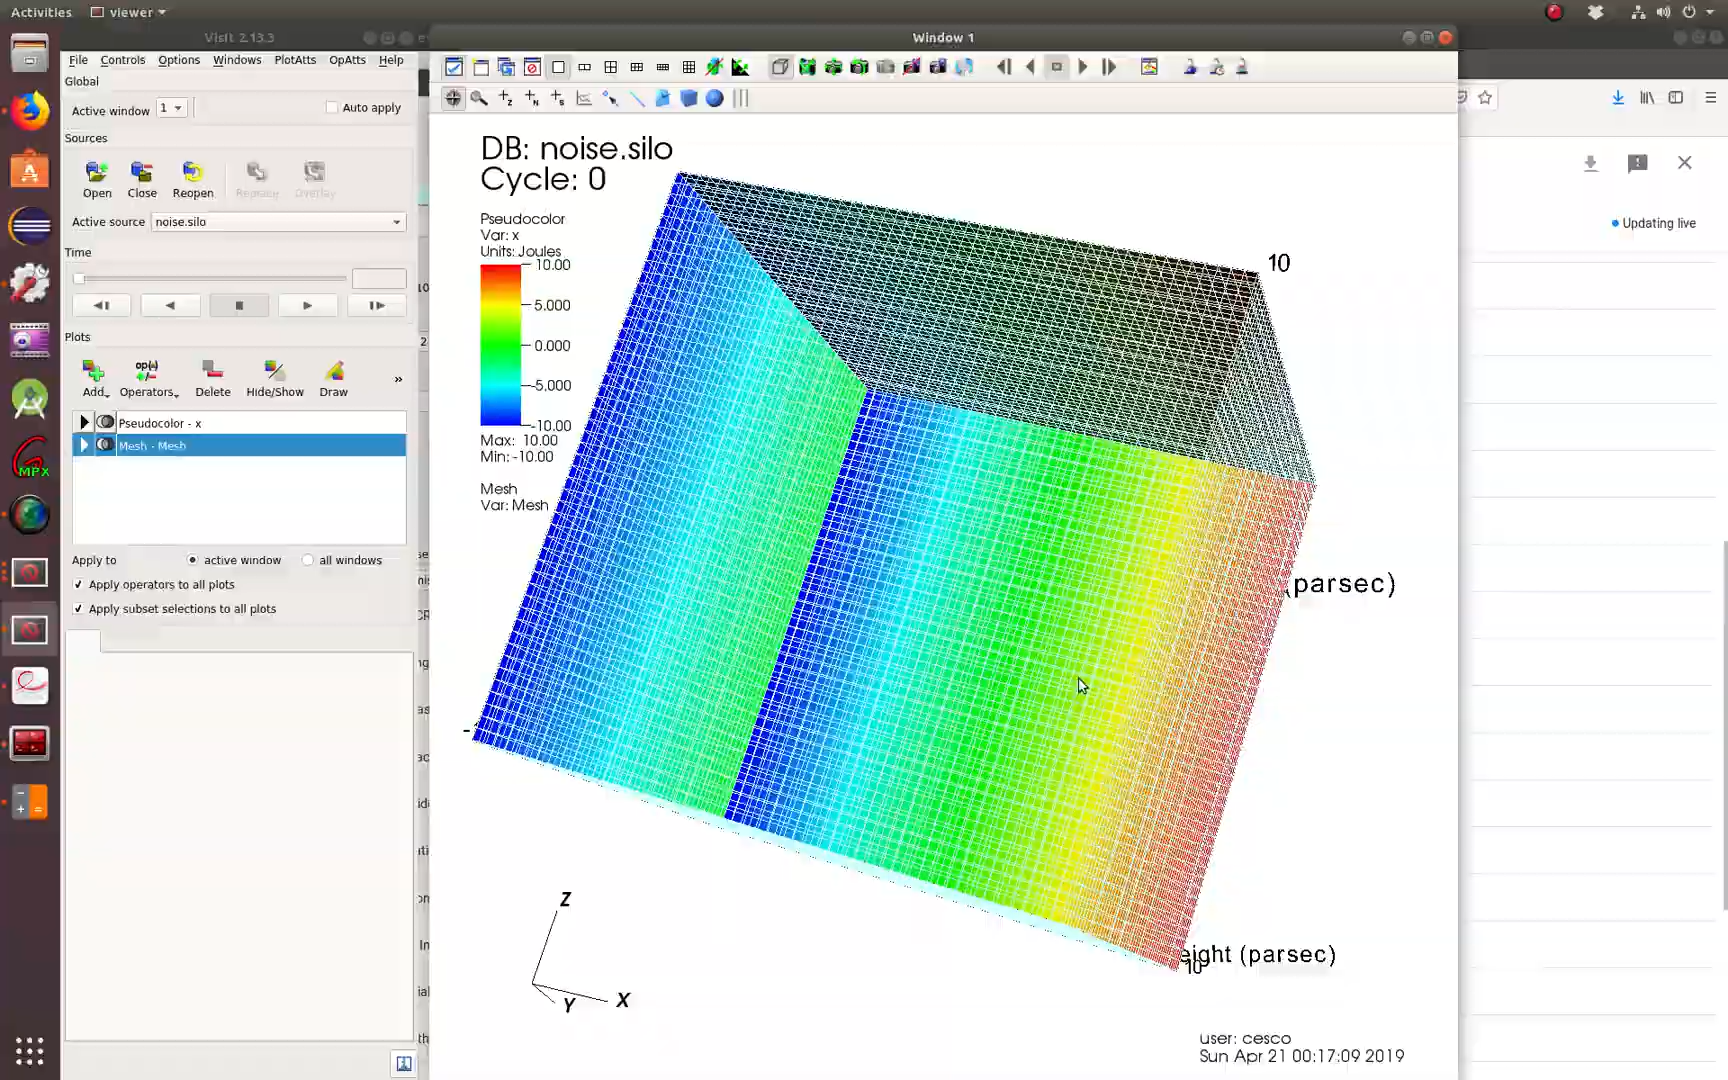 Activities viewer
VisIt 2.13.3
Window 1
File Controls Options Windows PlotAtts OpAtts Help
Global
Active window 1 Auto apply
Sources
Open Close Reopen Replace Overlay
Active source noise.silo
Time
Plots
Add Operators Delete Hide/Show Draw »
Pseudocolor - x
Mesh - Mesh
Apply to active window all windows
Apply operators to all plots
Apply subset selections to all plots
DB: noise.silo
Cycle: 0
Pseudocolor
Var: x
Units: Joules
10.00
5.000
0.000
-5.000
-10.00
Max: 10.00
Min: -10.00
Mesh
Var: Mesh
10
(parsec)
eight (parsec)
10
Z
Y
X
user: cesco
Sun Apr 21 00:17:09 2019
Updating live
MPX